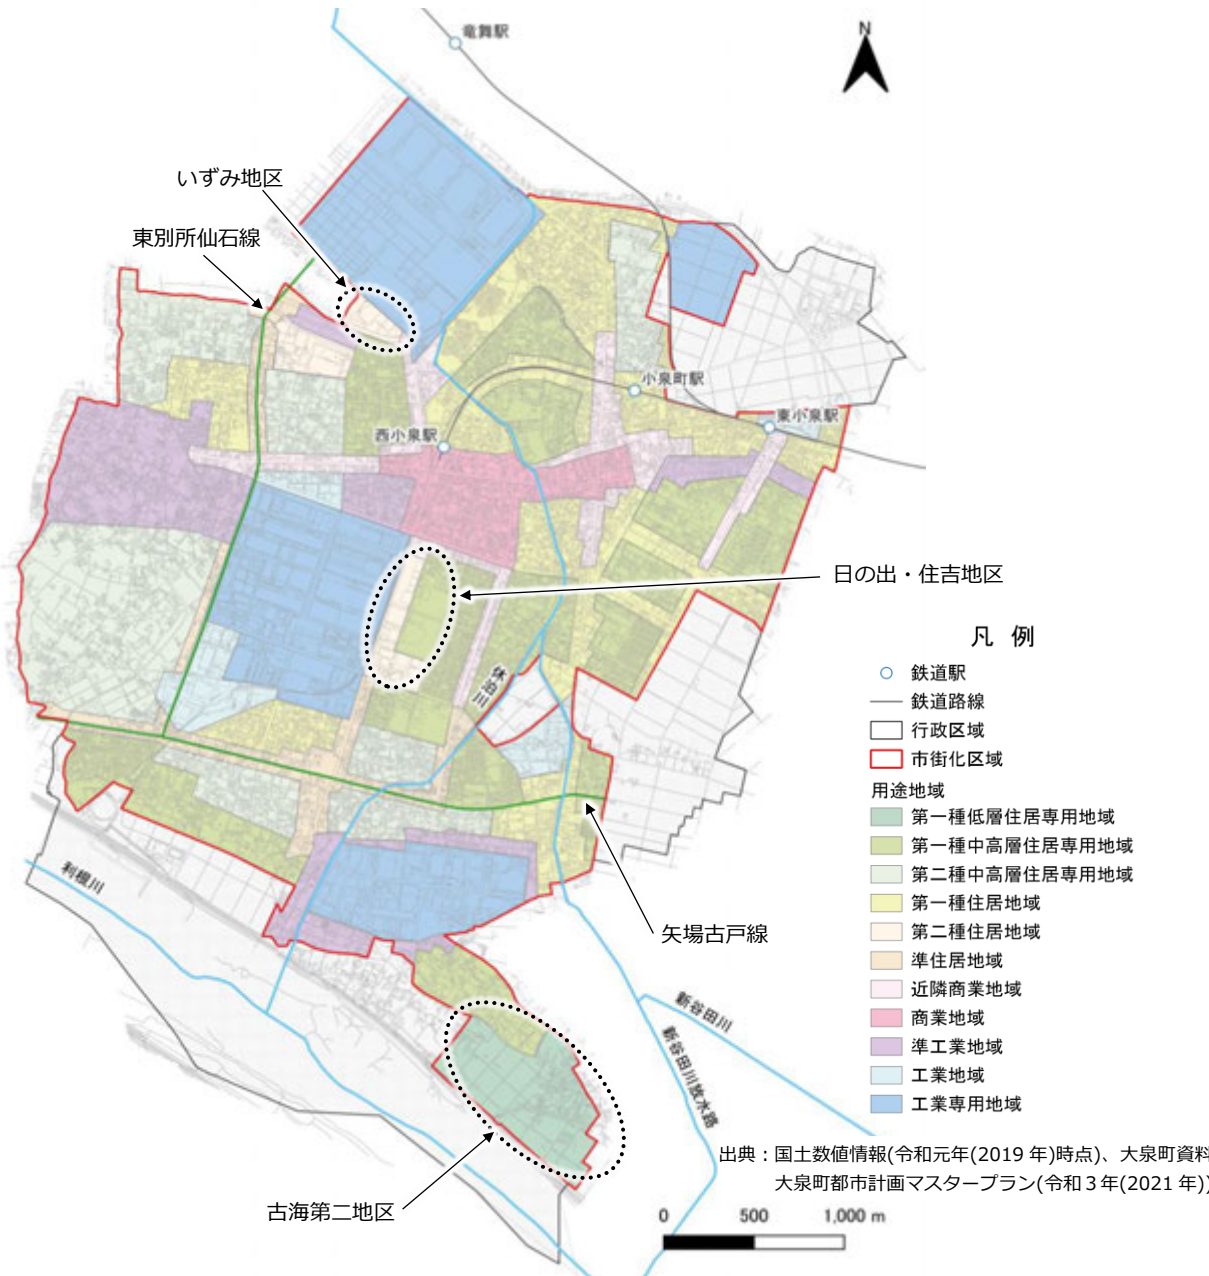 竜舞駅
N
いずみ地区
東別所仙石線
小泉町駅
東小泉駅
西小泉駅
日の出・住吉地区
休泊川
利根川
矢場古戸線
新谷田川
新谷田川放水路
古海第二地区
凡 例
鉄道駅
鉄道路線
行政区域
市街化区域
用途地域
第一種低層住居専用地域
第一種中高層住居専用地域
第二種中高層住居専用地域
第一種住居地域
第二種住居地域
準住居地域
近隣商業地域
商業地域
準工業地域
工業地域
工業専用地域
出典：国土数値情報(令和元年(2019 年)時点)、大泉町資料
大泉町都市計画マスタープラン(令和３年(2021 年))
0 500 1,000 m